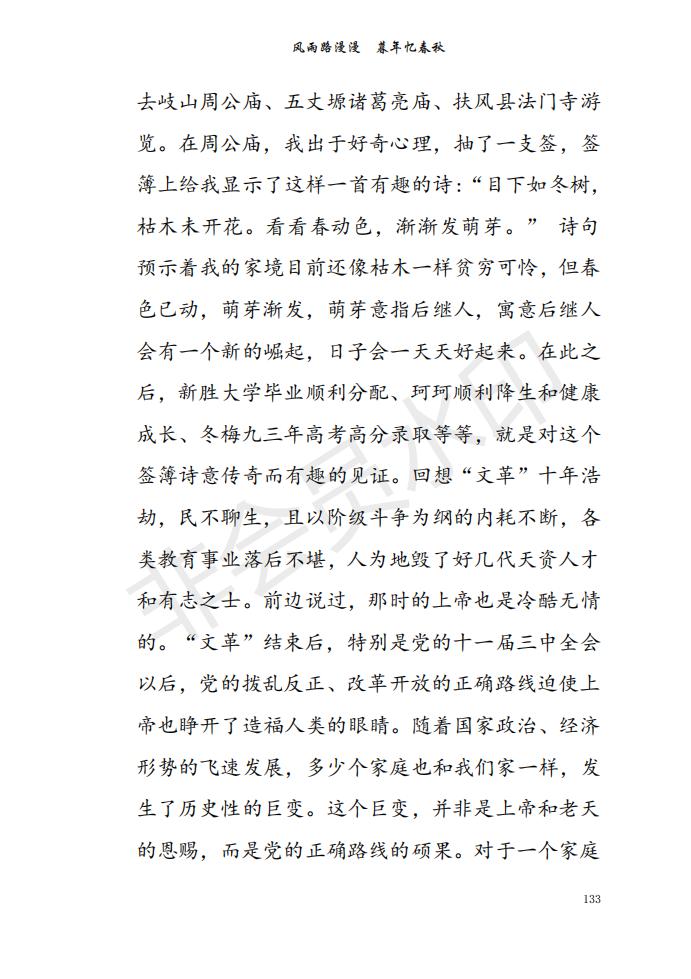 风雨路漫漫　暮年忆春秋
去岐山周公庙、五丈塬诸葛亮庙、扶风县法门寺游
览。在周公庙，我出于好奇心理，抽了一支签，签
簿上给我显示了这样一首有趣的诗：“目下如冬树，
枯木未开花。看看春动色，渐渐发萌芽。” 诗句
预示着我的家境目前还像枯木一样贫穷可怜，但春
色已动，萌芽渐发，萌芽意指后继人，寓意后继人
会有一个新的崛起，日子会一天天好起来。在此之
后，新胜大学毕业顺利分配、珂珂顺利降生和健康
成长、冬梅九三年高考高分录取等等，就是对这个
签簿诗意传奇而有趣的见证。回想“文革”十年浩
劫，民不聊生，且以阶级斗争为纲的内耗不断，各
类教育事业落后不堪，人为地毁了好几代天资人才
和有志之士。前边说过，那时的上帝也是冷酷无情
的。“文革”结束后，特别是党的十一届三中全会
以后，党的拨乱反正、改革开放的正确路线迫使上
帝也睁开了造福人类的眼睛。随着国家政治、经济
形势的飞速发展，多少个家庭也和我们家一样，发
生了历史性的巨变。这个巨变，并非是上帝和老天
的恩赐，而是党的正确路线的硕果。对于一个家庭
133
非会员水印